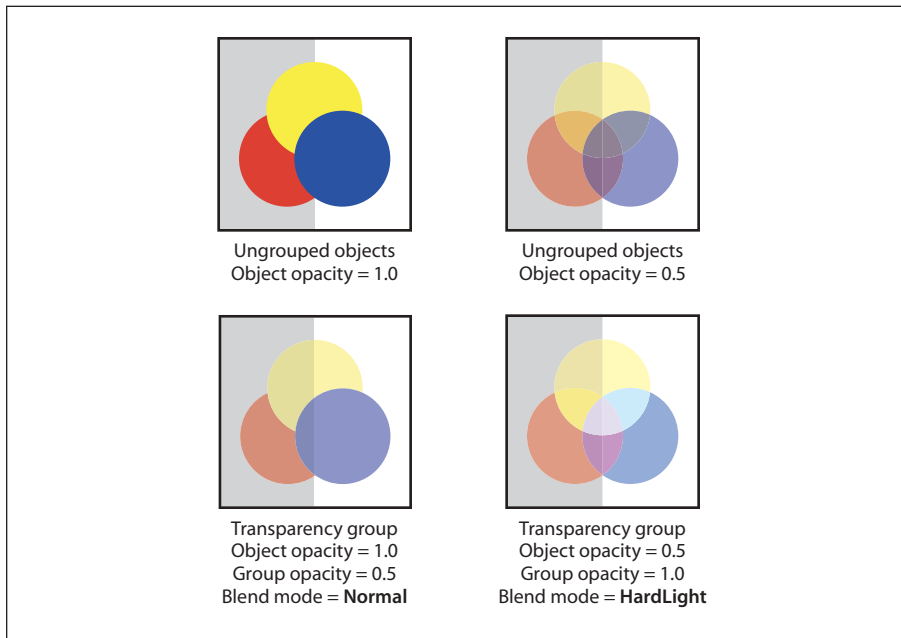 Ungrouped objects
Object opacity = 1.0
Ungrouped objects
Object opacity = 0.5
Transparency group
Object opacity = 1.0
Group opacity = 0.5
Blend mode = Normal
Transparency group
Object opacity = 0.5
Group opacity = 1.0
Blend mode = HardLight